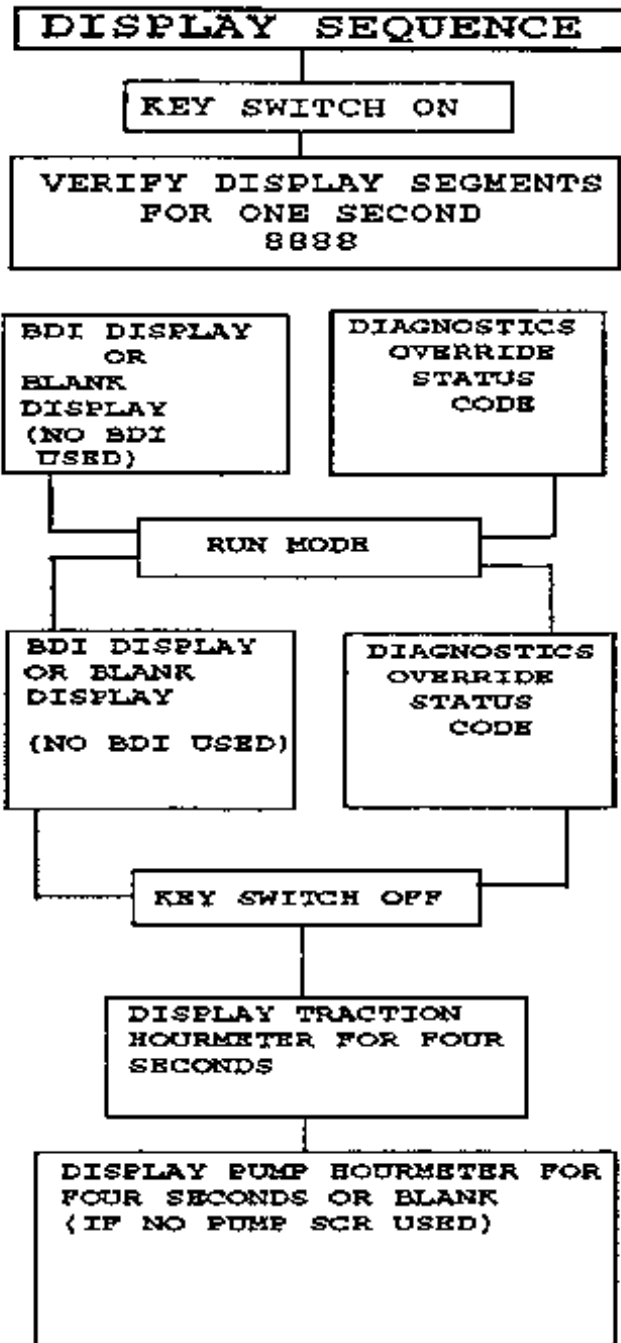 DISPLAY SEQUENCE
KEY SWITCH ON
VERIFY DISPLAY SEGMENTS
FOR ONE SECOND
8888
BDI DISPLAY
OR
BLANK
DISPLAY
(NO BDI
USED)
DIAGNOSTICS
OVERRIDE
STATUS
CODE
RUN MODE
BDI DISPLAY
OR BLANK
DISPLAY
(NO BDI USED)
DIAGNOSTICS
OVERRIDE
STATUS
CODE
KEY SWITCH OFF
DISPLAY TRACTION
HOURMETER FOR FOUR
SECONDS
DISPLAY PUMP HOURMETER FOR
FOUR SECONDS OR BLANK
(IF NO PUMP SCR USED)